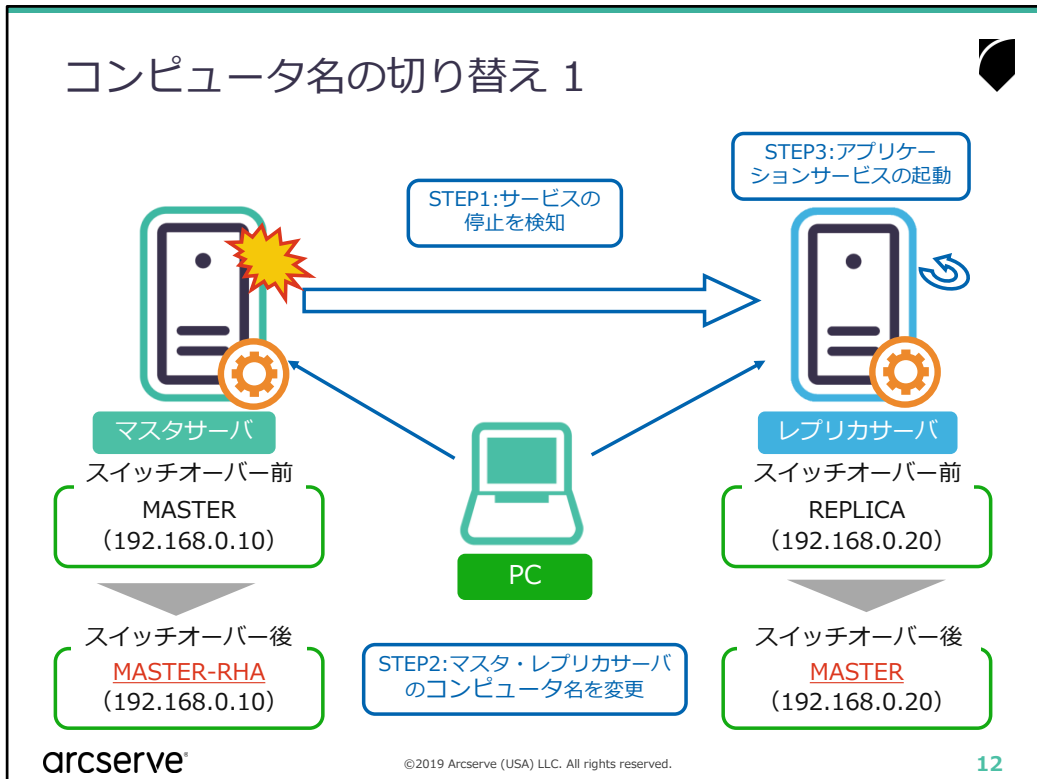 コンピュータ名の切り替え 1
STEP1:サービスの
停止を検知
STEP3:アプリケー
ションサービスの起動
マスタサーバ
スイッチオーバー前
MASTER
（192.168.0.10）
スイッチオーバー後
MASTER-RHA
（192.168.0.10）
PC
STEP2:マスタ・レプリカサーバ
のコンピュータ名を変更
レプリカサーバ
スイッチオーバー前
REPLICA
（192.168.0.20）
スイッチオーバー後
MASTER
（192.168.0.20）
arcserve®
©2019 Arcserve (USA) LLC. All rights reserved.
12